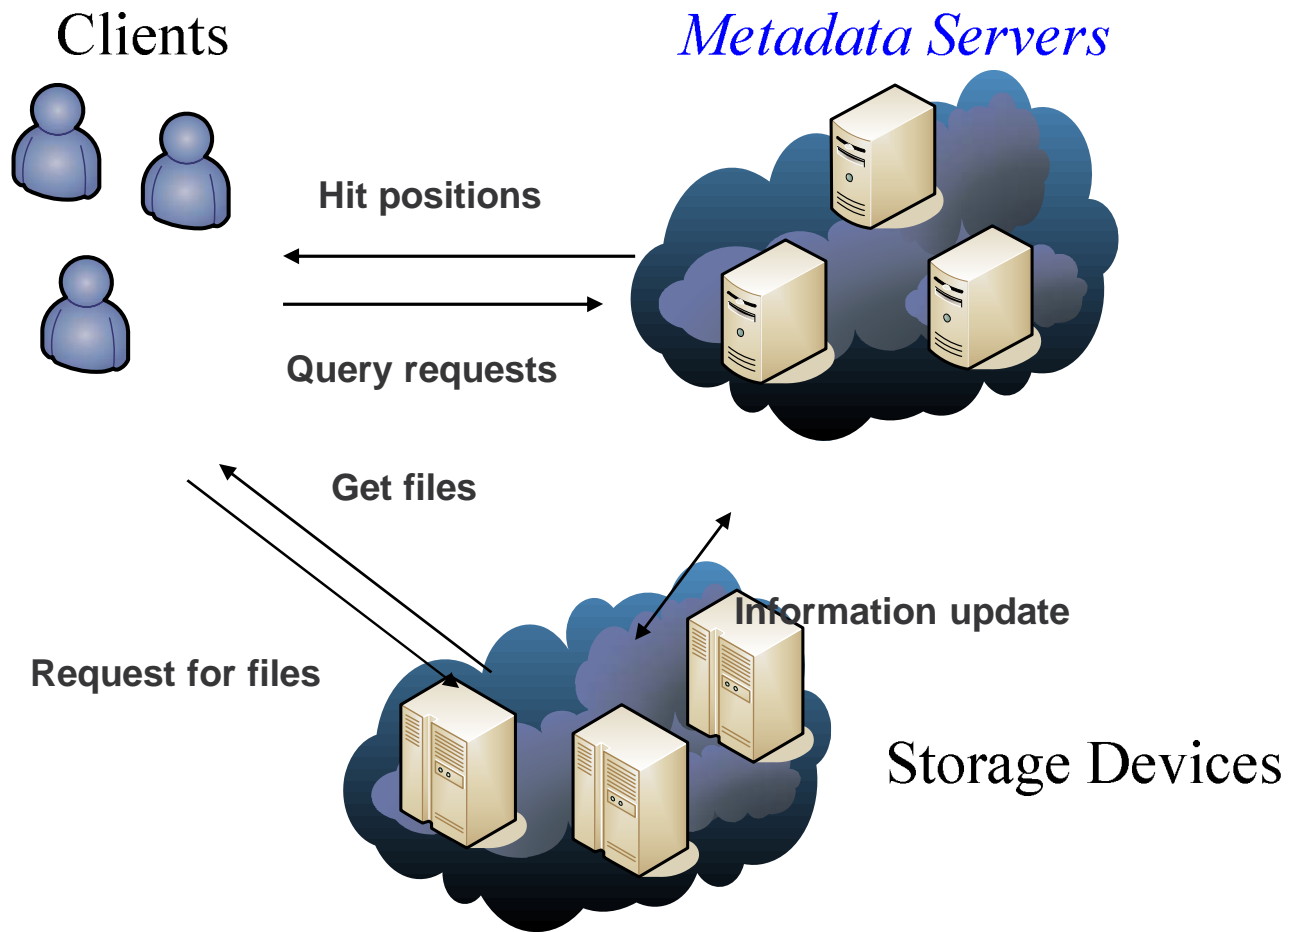 Clients
Metadata Servers
Hit positions
Query requests
Get files
Information update
Request for files
Storage Devices